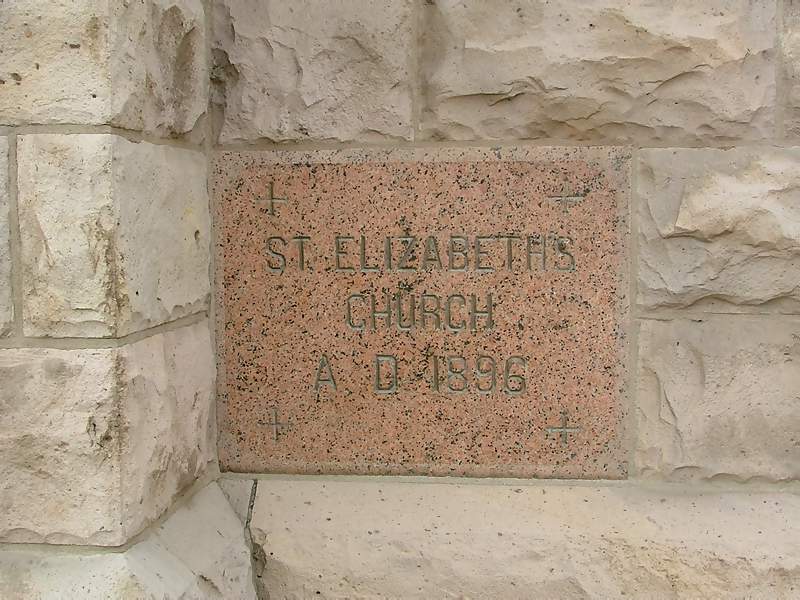 ST. ELIZABETH'S
CHURCH
A. D. 1896